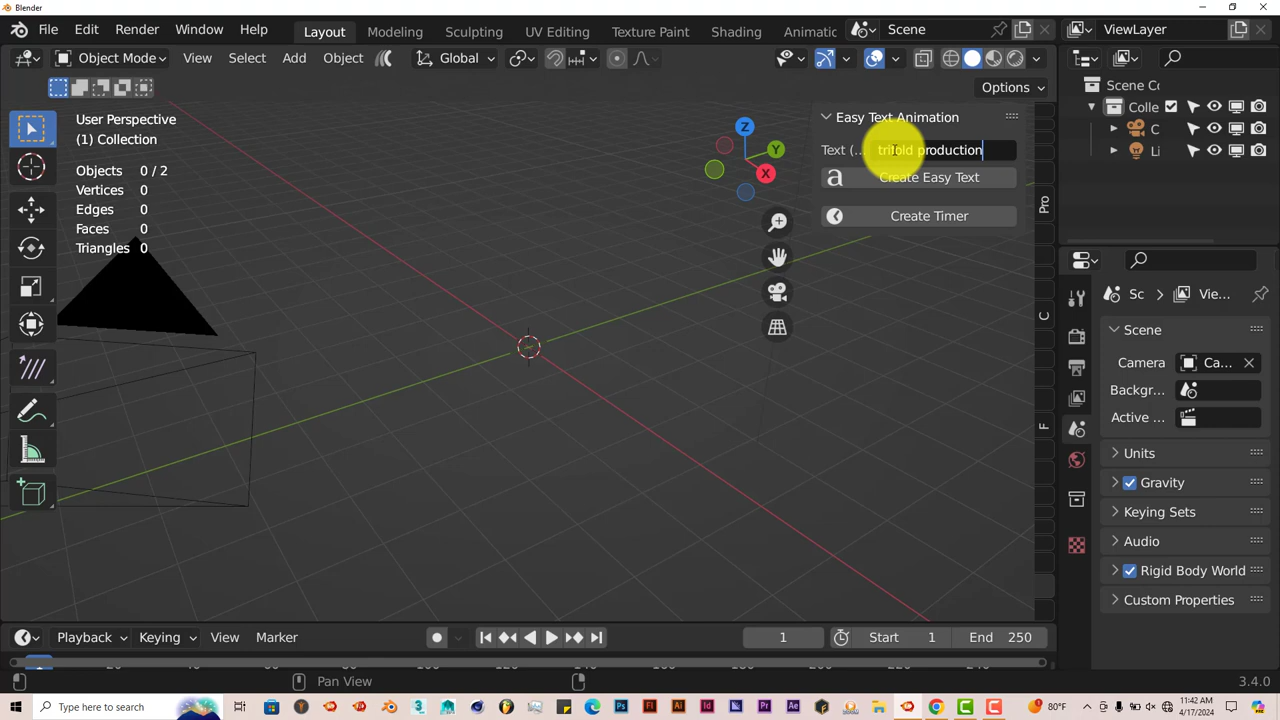 Blender
File Edit Render Window Help Layout Modeling Sculpting UV Editing Texture Paint Shading Scene ViewLayer
Object Mode View Select Add Object Global
Options
User Perspective
(1) Collection
Objects 0 / 2
Vertices 0
Edges 0
Faces 0
Triangles 0
Z
Y
X
Easy Text Animation
Text (... trifold production
Create Easy Text
Create Timer
Pro
C
F
Scene Cc
Colle
C
Li
Sc Vie...
Scene
Camera Ca...
Backgr...
Active ...
Units
Gravity
Keying Sets
Audio
Rigid Body World
Custom Properties
Playback Keying View Marker 1 Start 1 End 250
Pan View 3.4.0
Type here to search
80°F
11:42 AM
4/17/2024